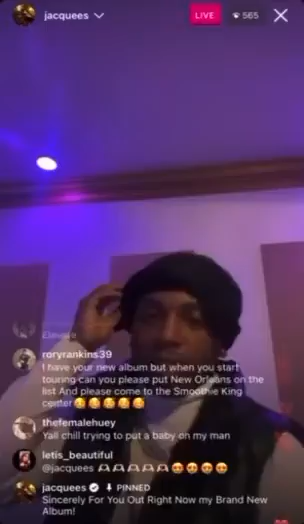 jacquees
LIVE
565
Elevate
roryrankins39
I have your new album but when you start
touring can you please put New Orleans on the
list And please come to the Smoothie King
center😊🥰🥰🥰🥰
thefemalehuey
Yall chill trying to put a baby on my man
letis_beautiful
@jacquees 🫶🏽🫶🏽🫶🏽🫶🏽🫶🏽😍😍😍😍
jacquees PINNED
Sincerely For You Out Right Now my Brand New
Album!